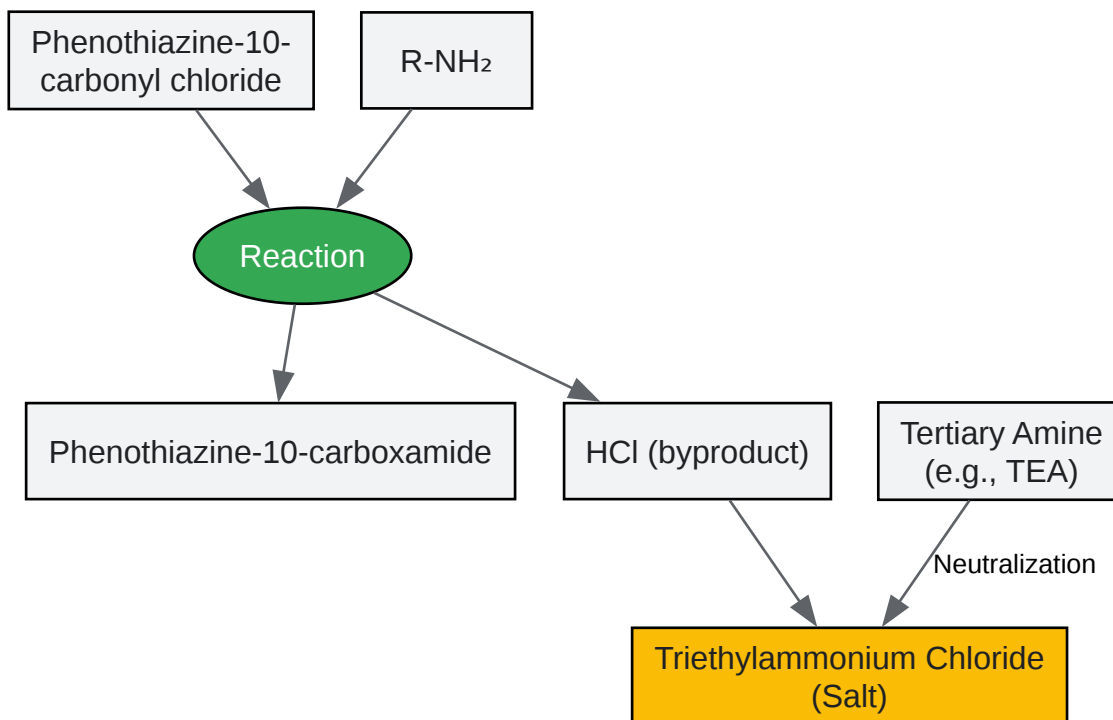 Phenothiazine-10-
carbonyl chloride
R-NH₂
Reaction
Phenothiazine-10-carboxamide
HCl (byproduct)
Tertiary Amine
(e.g., TEA)
Neutralization
Triethylammonium Chloride
(Salt)